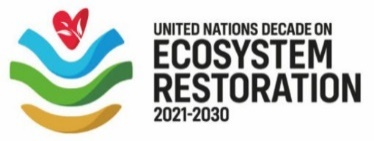 UNITED NATIONS DECADE ON
ECOSYSTEM
RESTORATION
2021-2030